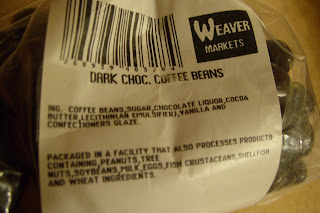 WEAVER
MARKETS
DARK CHOC. COFFEE BEANS
ING. COFFEE BEANS,SUGAR,CHOCOLATE LIQUOR,COCOA
BUTTER,LECITHIN(AN EMULSIFIER),VANILLA AND
CONFECTIONERS GLAZE.
PACKAGED IN A FACILITY THAT ALSO PROCESSES PRODUCTS
CONTAINING,PEANUTS,TREE
NUTS,SOYBEANS,MILK,EGGS,FISH CRUSTACEANS,SHELLFISH
AND WHEAT INGREDIENTS.